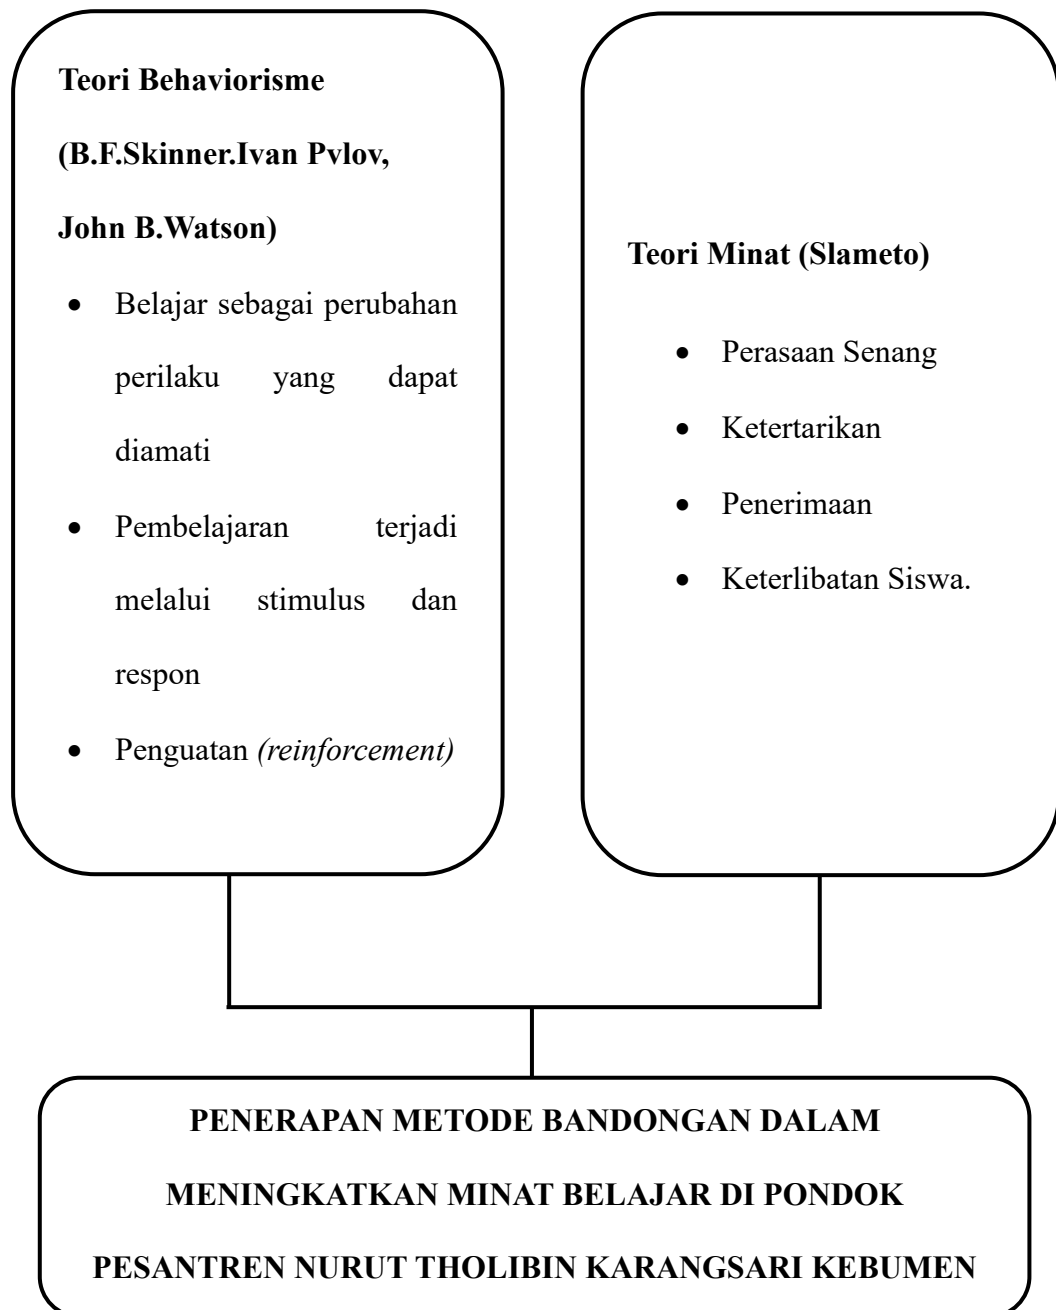 Teori Behaviorisme
(B.F.Skinner.Ivan Pvlov,
John B.Watson)
• Belajar sebagai perubahan
perilaku yang dapat
diamati
• Pembelajaran terjadi
melalui stimulus dan
respon
• Penguatan (reinforcement)
Teori Minat (Slameto)
• Perasaan Senang
• Ketertarikan
• Penerimaan
• Keterlibatan Siswa.
PENERAPAN METODE BANDONGAN DALAM
MENINGKATKAN MINAT BELAJAR DI PONDOK
PESANTREN NURUT THOLIBIN KARANGSARI KEBUMEN